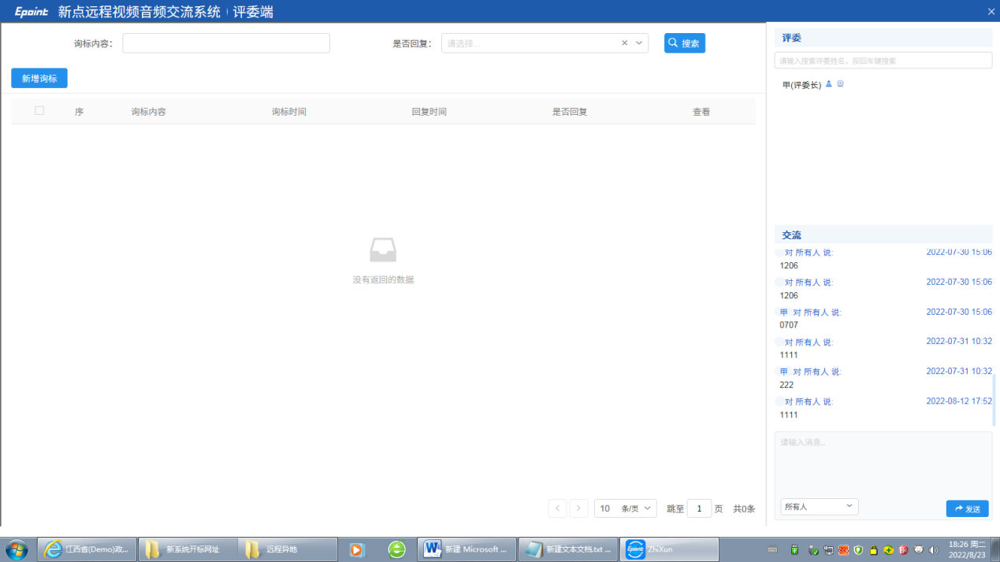 Epoint 新点远程视频音频交流系统 评委端
询标内容：
是否回复：
请选择...
搜索
新增询标
序 询标内容 询标时间 回复时间 是否回复 查看
没有返回的数据
10 条/页 跳至 1 页 共0条
评委
请输入搜索评委姓名，按回车键搜索
甲(评委长)
交流
对 所有人 说: 2022-07-30 15:06
1206
对 所有人 说: 2022-07-30 15:06
1206
甲 对 所有人 说: 2022-07-30 15:06
0707
对 所有人 说: 2022-07-31 10:32
1111
甲 对 所有人 说: 2022-07-31 10:32
222
对 所有人 说: 2022-08-12 17:52
1111
请输入消息...
所有人
发送
江西省(Demo)政...
新系统开标网址
远程异地
新建 Microsoft ...
新建文本文档.txt ...
Epoint ZhiXun
18:26 周二
2022/8/23